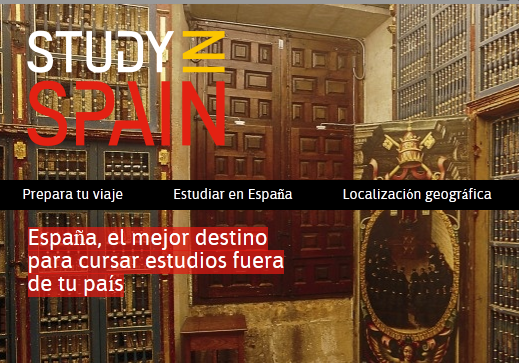 STUDY IN
SPAIN
Prepara tu viaje Estudiar en España Localización geográfica
España, el mejor destino
para cursar estudios fuera
de tu país